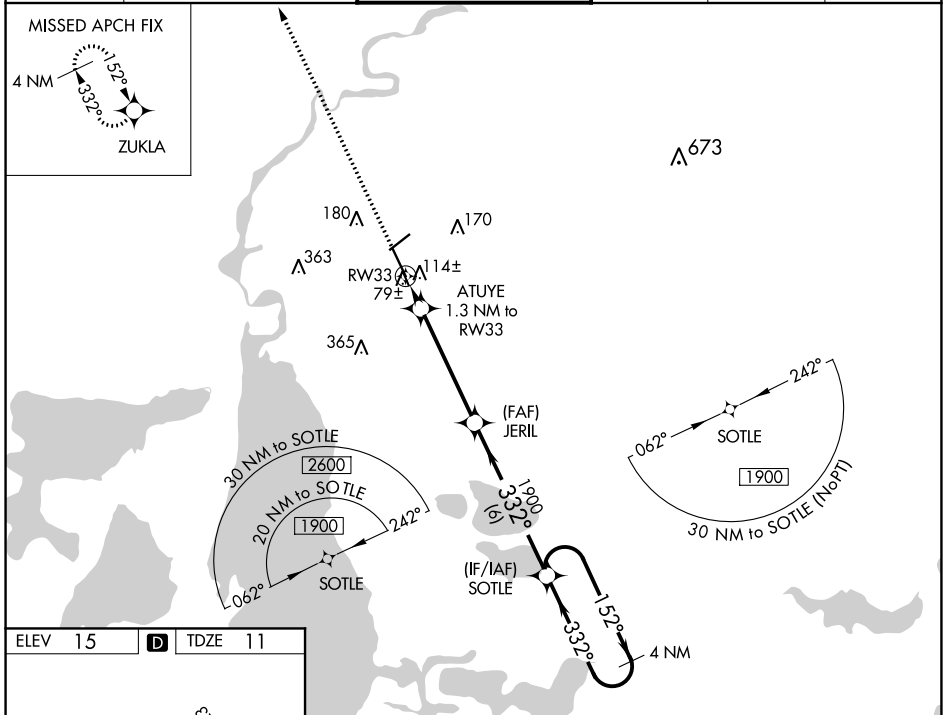 MISSED APCH FIX
4 NM
152°
332°
ZUKLA
673
180
170
363
RW33
114±
79±
ATUYE
1.3 NM to
RW33
365
(FAF)
JERIL
242°
062°
SOTLE
1900
30 NM to SOTLE (NoPT)
30 NM to SOTLE
2600
20 NM to SOTLE
1900
242°
062°
SOTLE
1900
332°
(6)
(IF/IAF)
SOTLE
152°
332°
4 NM
ELEV 15 D TDZE 11